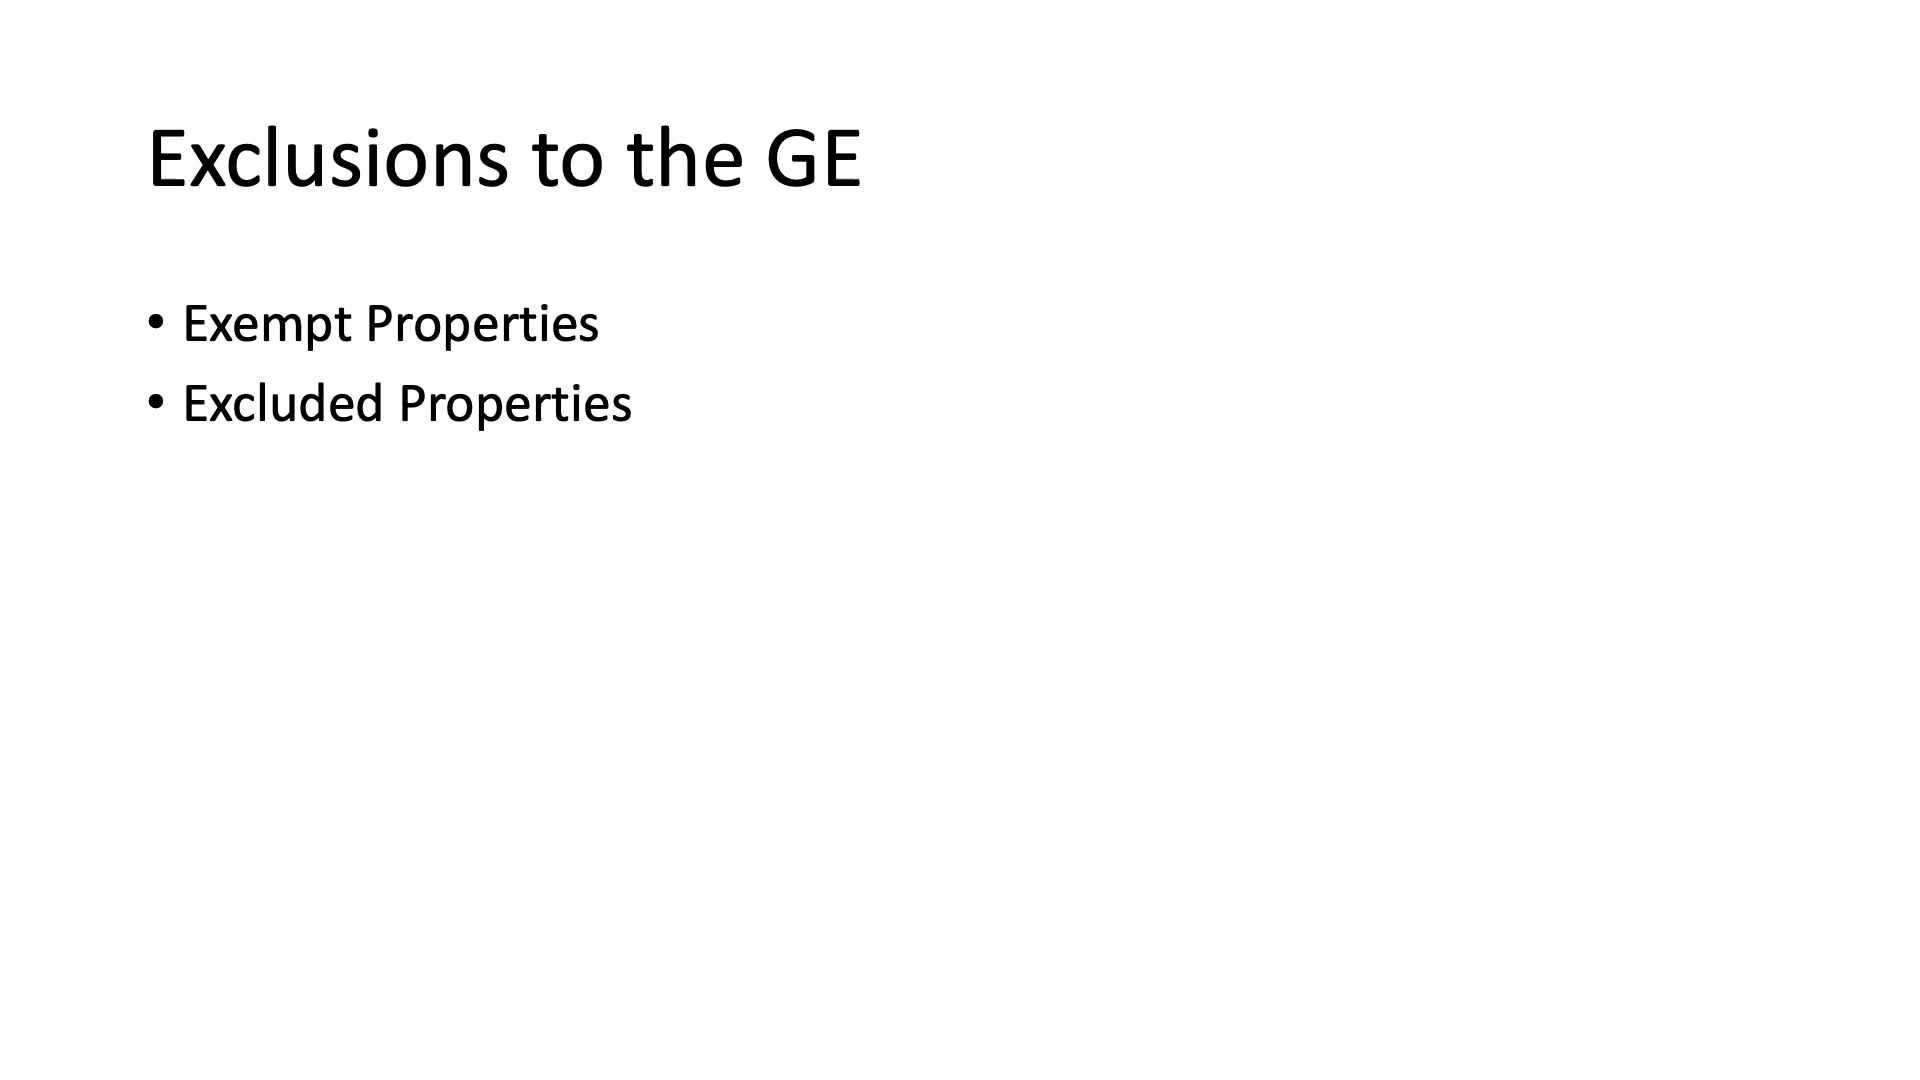 Exclusions to the GE
• Exempt Properties
• Excluded Properties